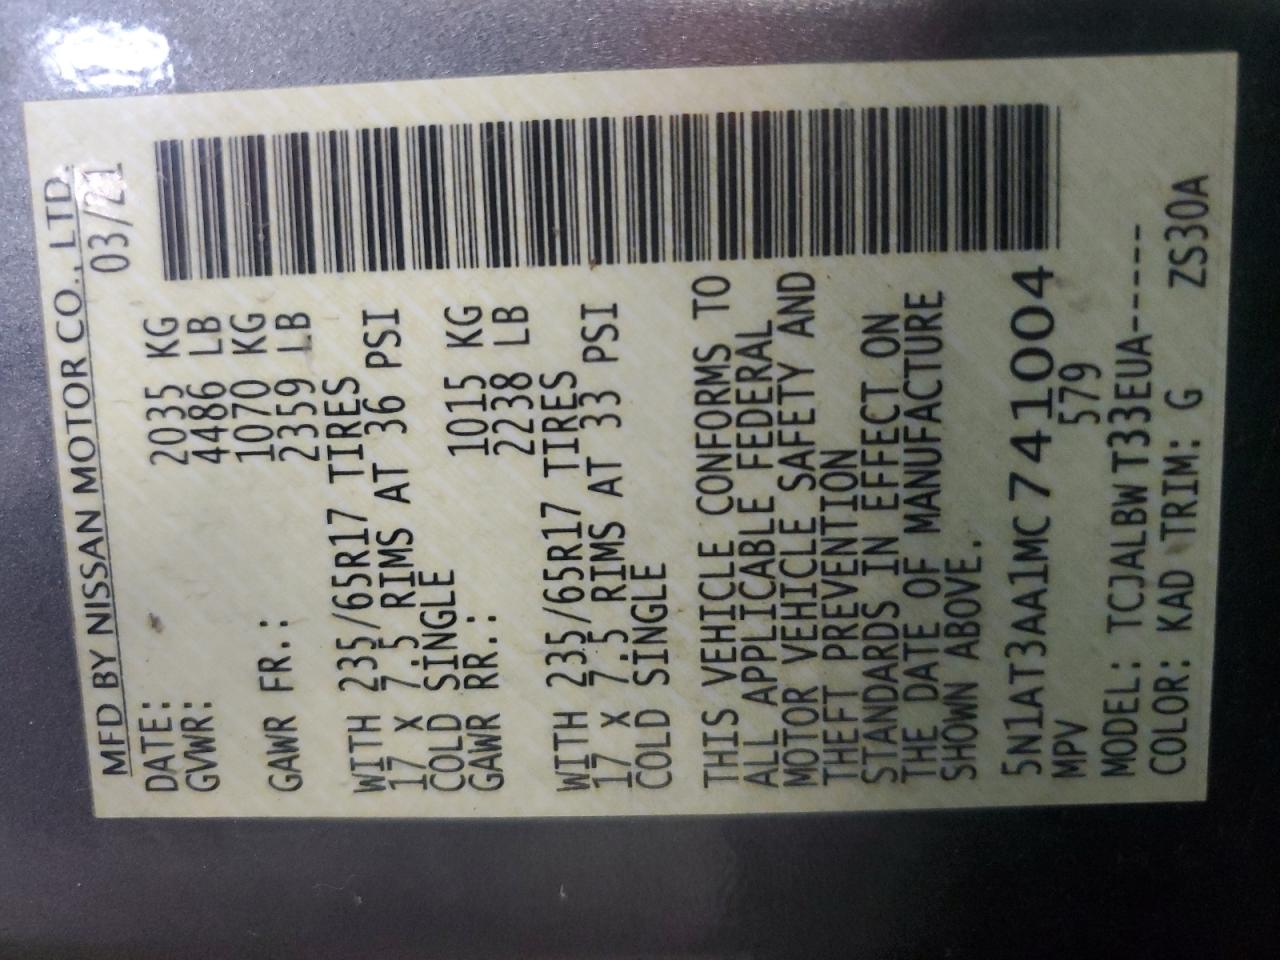 MFD BY NISSAN MOTOR CO., LTD.
DATE: 03/21
GVWR: 2035 KG
4486 LB
GAWR FR.: 1070 KG
2359 LB
WITH 235/65R17 TIRES
17 X 7.5 RIMS AT 36 PSI
COLD SINGLE
GAWR RR.: 1015 KG
2238 LB
WITH 235/65R17 TIRES
17 X 7.5 RIMS AT 33 PSI
COLD SINGLE
THIS VEHICLE CONFORMS TO
ALL APPLICABLE FEDERAL
MOTOR VEHICLE SAFETY AND
THEFT PREVENTION
STANDARDS IN EFFECT ON
THE DATE OF MANUFACTURE
SHOWN ABOVE.
5N1AT3AA1MC741004
MPV 579
MODEL: TCJALBWT33EUA-----
COLOR: KAD TRIM: G ZS30A